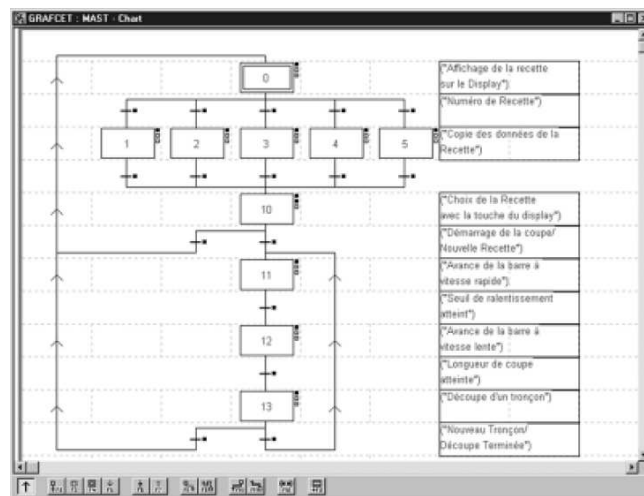 GRAFCET : MAST - Chart
0
("Affichage de la recette
sur le Display")
("Numéro de Recette")
1 2 3 4 5
("Copie des données de la
Recette")
10
("Choix de la Recette
avec la touche du display")
("Démarrage de la coupe/
Nouvelle Recette")
11
("Avance de la barre à
vitesse rapide")
("Seuil de ralentissement
atteint")
12
("Avance de la barre à
vitesse lente")
("Longueur de coupe
atteinte")
13
("Découpe d'un tronçon")
("Nouveau Tronçon/
Découpe Terminée")